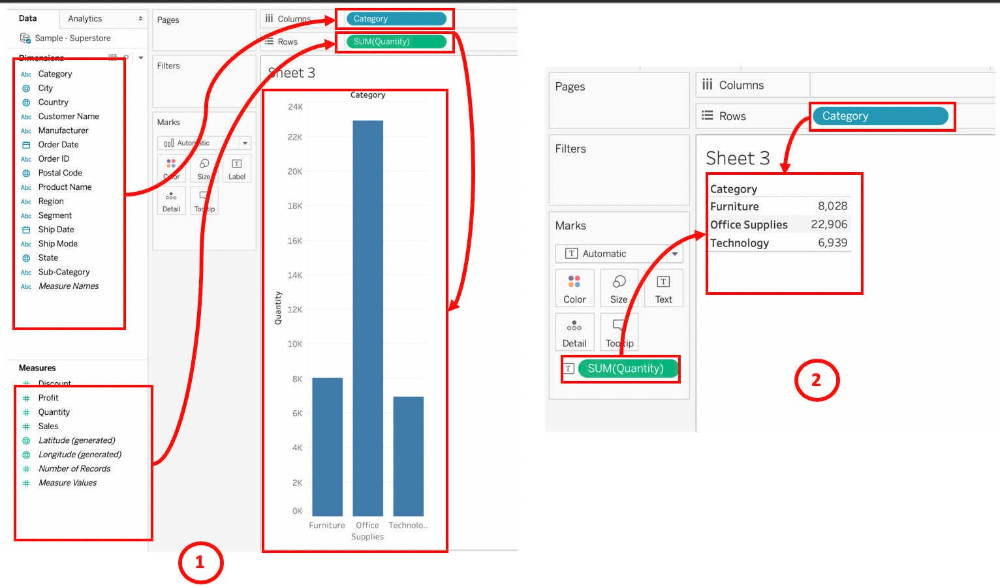 Data
Analytics
Sample - Superstore
Dimensions
Abc Category
City
Country
Abc Customer Name
Abc Manufacturer
Order Date
Abc Order ID
Postal Code
Abc Product Name
Abc Region
Abc Segment
Ship Date
Abc Ship Mode
State
Abc Sub-Category
Abc Measure Names
Measures
# Discount
# Profit
# Quantity
# Sales
Latitude (generated)
Longitude (generated)
# Number of Records
# Measure Values
Pages
Filters
Marks
Automatic
Color
Size
T
Label
Detail
Tooltip
Columns
Category
Rows
SUM(Quantity)
Sheet 3
Category
24K
22K
20K
18K
16K
14K
12K
10K
8K
6K
4K
2K
0K
Quantity
Furniture
Office
Supplies
Technolo..
1
Pages
Filters
Marks
T Automatic
Color
Size
T
Text
Detail
Tooltip
T SUM(Quantity)
Columns
Rows
Category
Sheet 3
Category
Furniture 8,028
Office Supplies 22,906
Technology 6,939
2